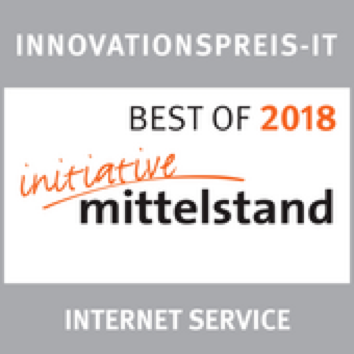 INNOVATIONSPREIS-IT
BEST OF 2018
initiative
mittelstand
INTERNET SERVICE